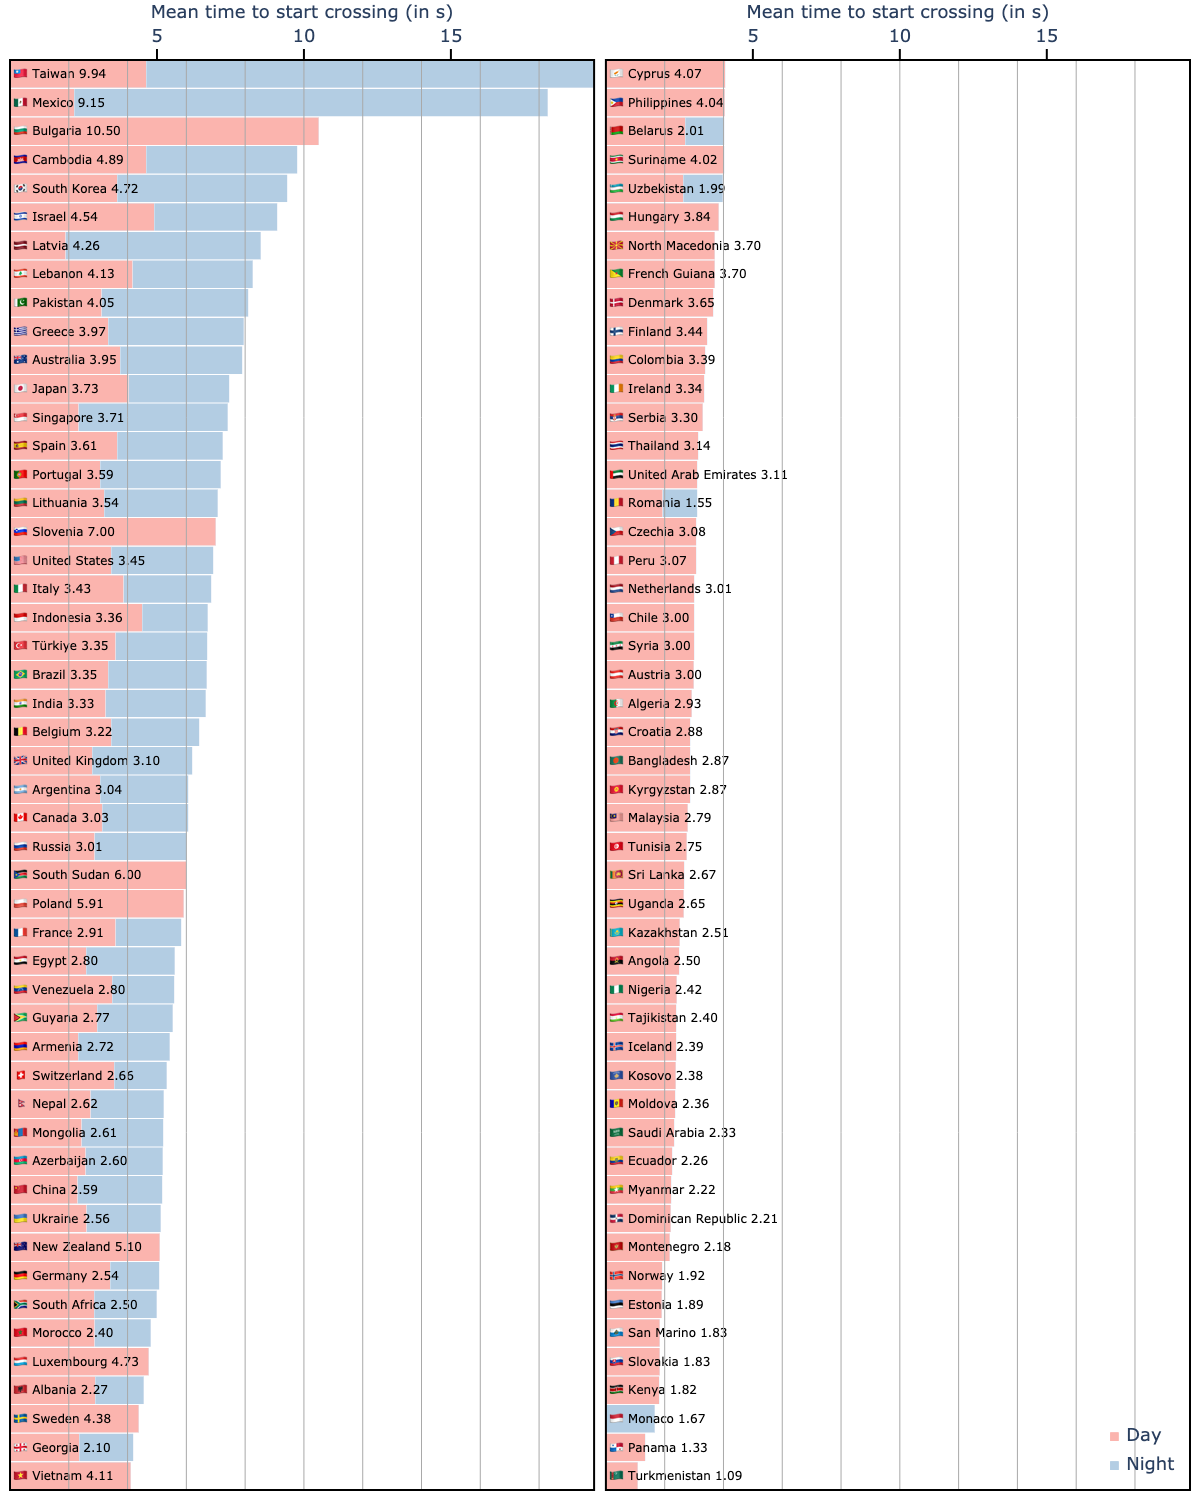 Mean time to start crossing (in s)
5 10 15
Taiwan 9.94
Mexico 9.15
Bulgaria 10.50
Cambodia 4.89
South Korea 4.72
Israel 4.54
Latvia 4.26
Lebanon 4.13
Pakistan 4.05
Greece 3.97
Australia 3.95
Japan 3.73
Singapore 3.71
Spain 3.61
Portugal 3.59
Lithuania 3.54
Slovenia 7.00
United States 3.45
Italy 3.43
Indonesia 3.36
Türkiye 3.35
Brazil 3.35
India 3.33
Belgium 3.22
United Kingdom 3.10
Argentina 3.04
Canada 3.03
Russia 3.01
South Sudan 6.00
Poland 5.91
France 2.91
Egypt 2.80
Venezuela 2.80
Guyana 2.77
Armenia 2.72
Switzerland 2.66
Nepal 2.62
Mongolia 2.61
Azerbaijan 2.60
China 2.59
Ukraine 2.56
New Zealand 5.10
Germany 2.54
South Africa 2.50
Morocco 2.40
Luxembourg 4.73
Albania 2.27
Sweden 4.38
Georgia 2.10
Vietnam 4.11
Mean time to start crossing (in s)
5 10 15
Cyprus 4.07
Philippines 4.04
Belarus 2.01
Suriname 4.02
Uzbekistan 1.99
Hungary 3.84
North Macedonia 3.70
French Guiana 3.70
Denmark 3.65
Finland 3.44
Colombia 3.39
Ireland 3.34
Serbia 3.30
Thailand 3.14
United Arab Emirates 3.11
Romania 1.55
Czechia 3.08
Peru 3.07
Netherlands 3.01
Chile 3.00
Syria 3.00
Austria 3.00
Algeria 2.93
Croatia 2.88
Bangladesh 2.87
Kyrgyzstan 2.87
Malaysia 2.79
Tunisia 2.75
Sri Lanka 2.67
Uganda 2.65
Kazakhstan 2.51
Angola 2.50
Nigeria 2.42
Tajikistan 2.40
Iceland 2.39
Kosovo 2.38
Moldova 2.36
Saudi Arabia 2.33
Ecuador 2.26
Myanmar 2.22
Dominican Republic 2.21
Montenegro 2.18
Norway 1.92
Estonia 1.89
San Marino 1.83
Slovakia 1.83
Kenya 1.82
Monaco 1.67
Panama 1.33
Turkmenistan 1.09
Day
Night